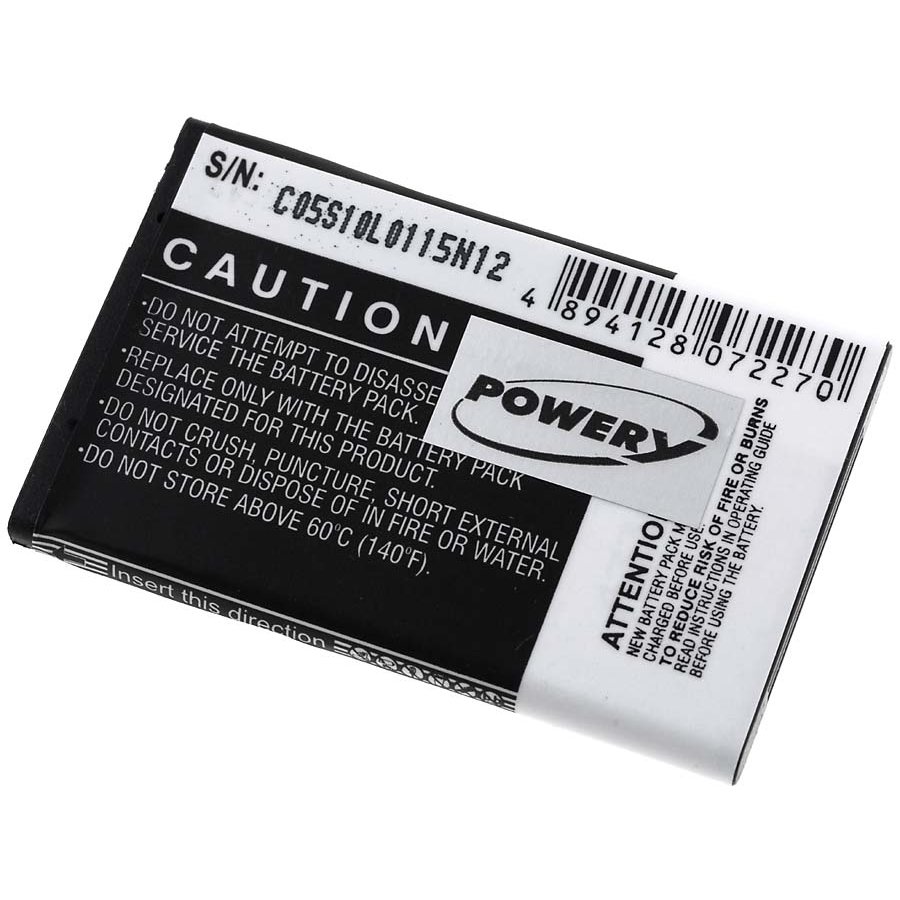 S/N: C05S10L0115N12
4 894128 072270
CAUTION
•DO NOT ATTEMPT TO DISASSE
SERVICE THE BATTERY PACK.
•REPLACE ONLY WITH THE BATTERY PACK
DESIGNATED FOR THIS PRODUCT.
•DO NOT CRUSH, PUNCTURE, SHORT EXTERNAL
CONTACTS OR DISPOSE OF IN FIRE OR WATER.
•DO NOT STORE ABOVE 60°C (140°F).
POWERY
ATTENTIO
NEW BATTERY PACK M
CHARGED BEFORE USE.
TO REDUCE RISK OF FIRE OR BURNS
READ INSTRUCTIONS IN OPERATING GUIDE
BEFORE USING THE BATTERY.
Insert this direction